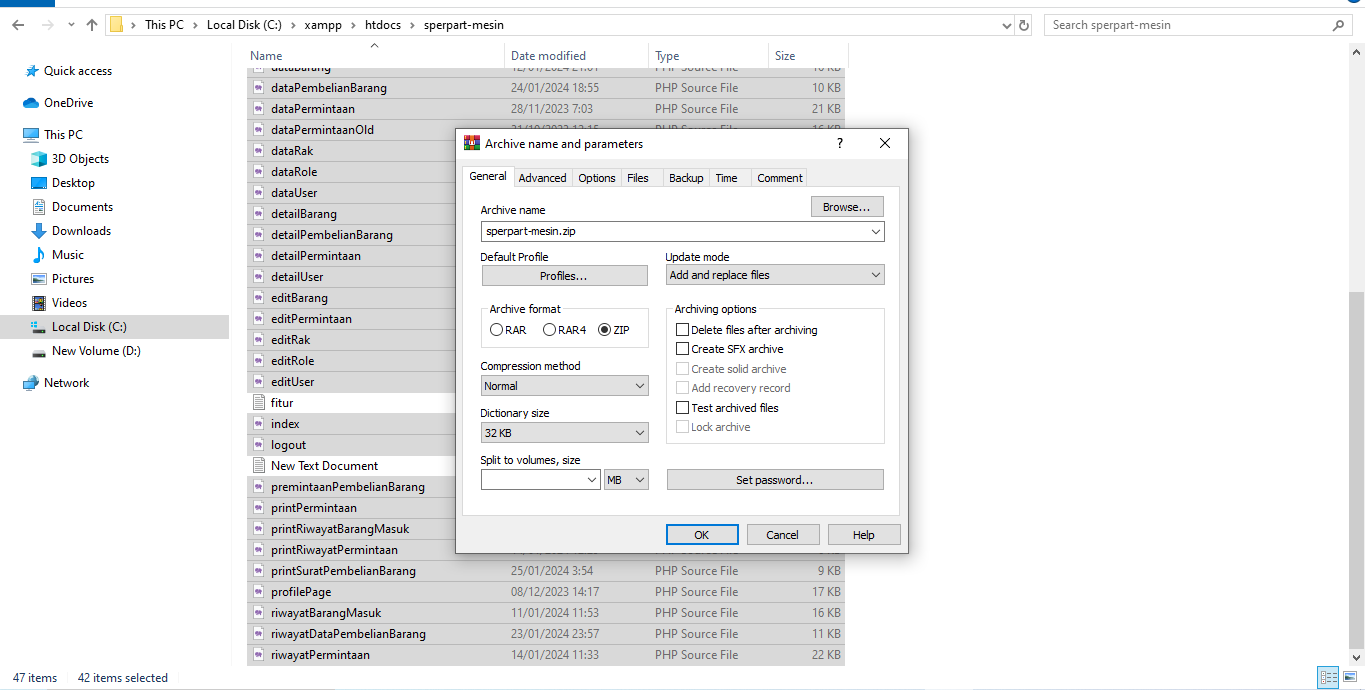 This PC > Local Disk (C:) > xampp > htdocs > sperpart-mesin
Search sperpart-mesin
Quick access
OneDrive
This PC
3D Objects
Desktop
Documents
Downloads
Music
Pictures
Videos
Local Disk (C:)
New Volume (D:)
Network
Name Date modified Type Size
dataBarang PHP Source File
dataPembelianBarang 24/01/2024 18:55 PHP Source File 10 KB
dataPermintaan 28/11/2023 7:03 PHP Source File 21 KB
dataPermintaanOld
dataRak
dataRole
dataUser
detailBarang
detailPembelianBarang
detailPermintaan
detailUser
editBarang
editPermintaan
editRak
editRole
editUser
fitur
index
logout
New Text Document
premintaanPembelianBarang
printPermintaan
printRiwayatBarangMasuk
printRiwayatPermintaan
printSuratPembelianBarang 25/01/2024 3:54 PHP Source File 9 KB
profilePage 08/12/2023 14:17 PHP Source File 17 KB
riwayatBarangMasuk 11/01/2024 11:53 PHP Source File 16 KB
riwayatDataPembelianBarang 23/01/2024 23:57 PHP Source File 11 KB
riwayatPermintaan 14/01/2024 11:33 PHP Source File 22 KB
Archive name and parameters ?
General Advanced Options Files Backup Time Comment
Archive name
Browse...
sperpart-mesin.zip
Default Profile
Profiles...
Update mode
Add and replace files
Archive format
RAR RAR4 ZIP
Compression method
Normal
Dictionary size
32 KB
Split to volumes, size
MB
Archiving options
Delete files after archiving
Create SFX archive
Create solid archive
Add recovery record
Test archived files
Lock archive
Set password...
OK Cancel Help
47 items 42 items selected